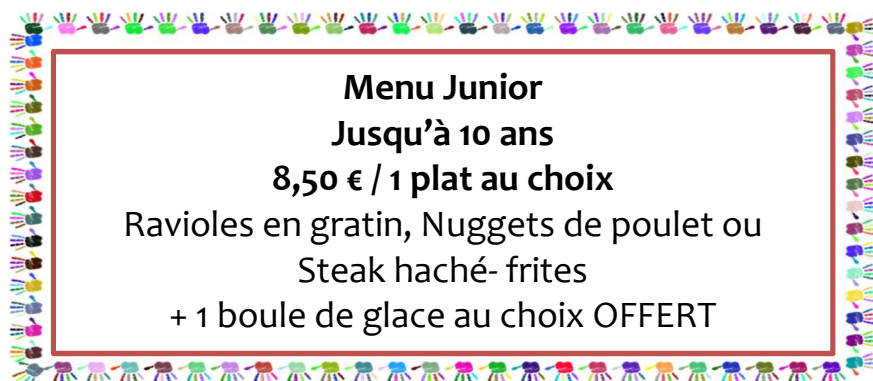 Menu Junior
Jusqu’à 10 ans
8,50 € / 1 plat au choix
Ravioles en gratin, Nuggets de poulet ou
Steak haché- frites
+ 1 boule de glace au choix OFFERT